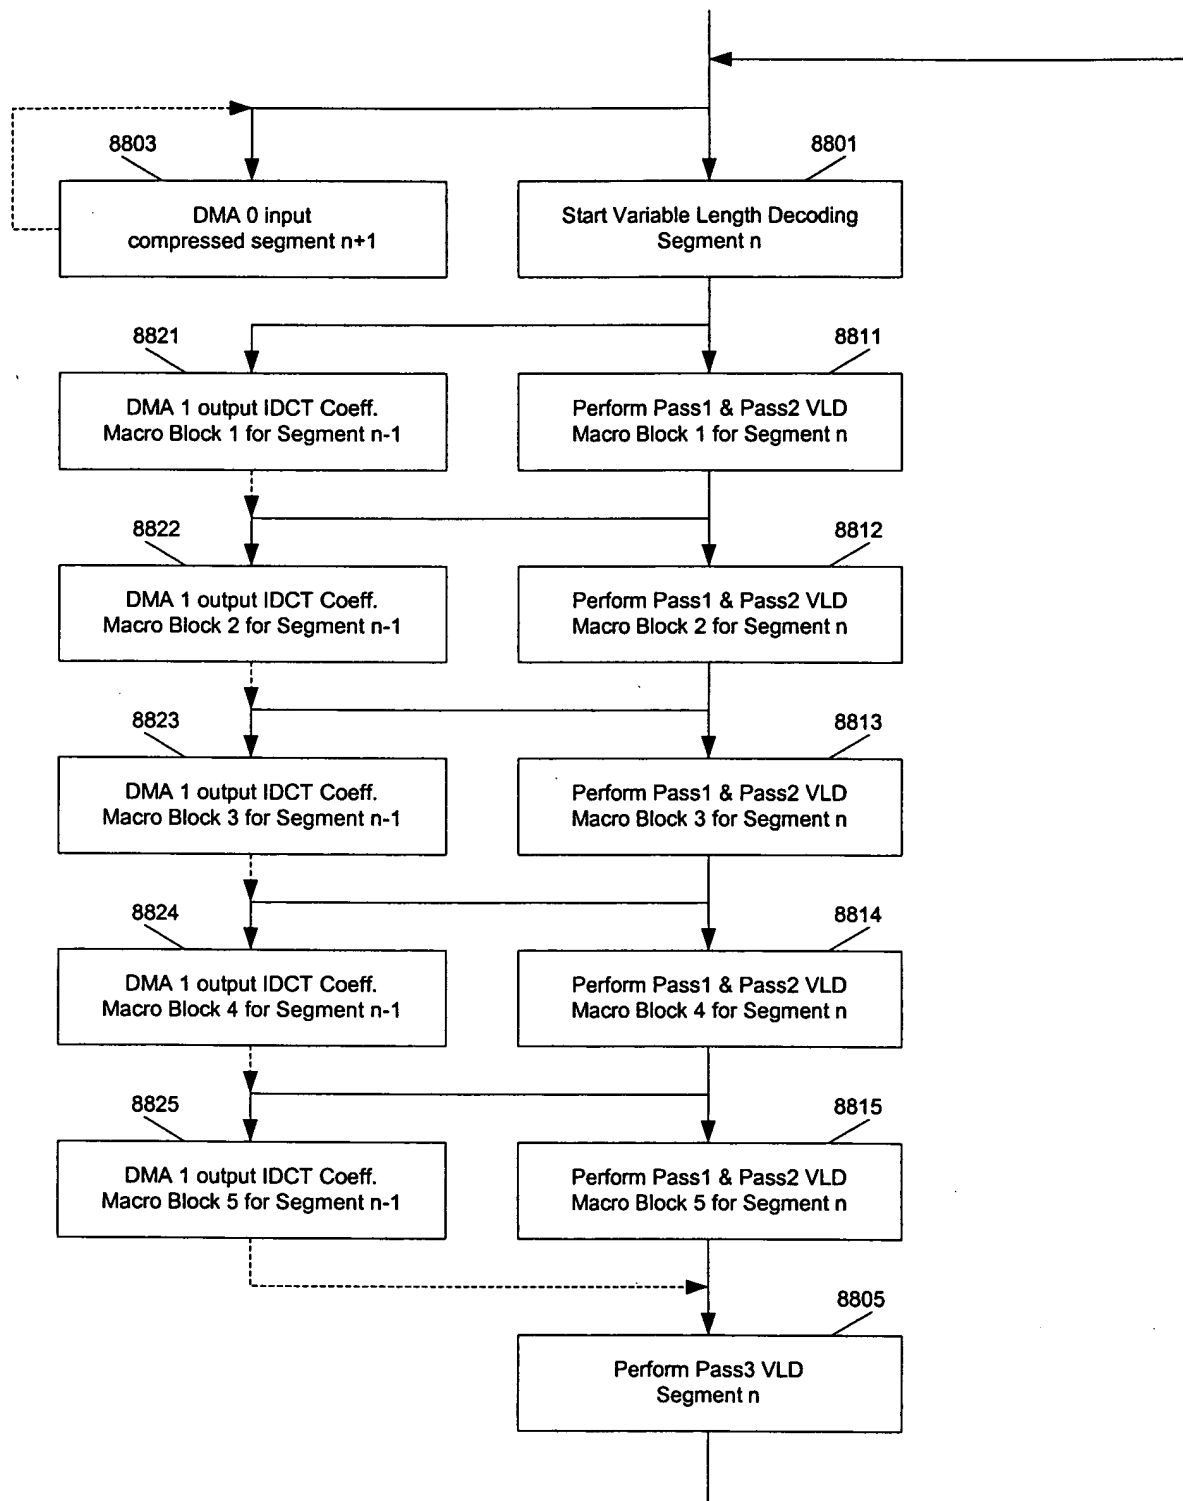 8803
8801
DMA 0 input
compressed segment n+1
Start Variable Length Decoding
Segment n
8821
8811
DMA 1 output IDCT Coeff.
Macro Block 1 for Segment n-1
Perform Pass1 & Pass2 VLD
Macro Block 1 for Segment n
8822
8812
DMA 1 output IDCT Coeff.
Macro Block 2 for Segment n-1
Perform Pass1 & Pass2 VLD
Macro Block 2 for Segment n
8823
8813
DMA 1 output IDCT Coeff.
Macro Block 3 for Segment n-1
Perform Pass1 & Pass2 VLD
Macro Block 3 for Segment n
8824
8814
DMA 1 output IDCT Coeff.
Macro Block 4 for Segment n-1
Perform Pass1 & Pass2 VLD
Macro Block 4 for Segment n
8825
8815
DMA 1 output IDCT Coeff.
Macro Block 5 for Segment n-1
Perform Pass1 & Pass2 VLD
Macro Block 5 for Segment n
8805
Perform Pass3 VLD
Segment n